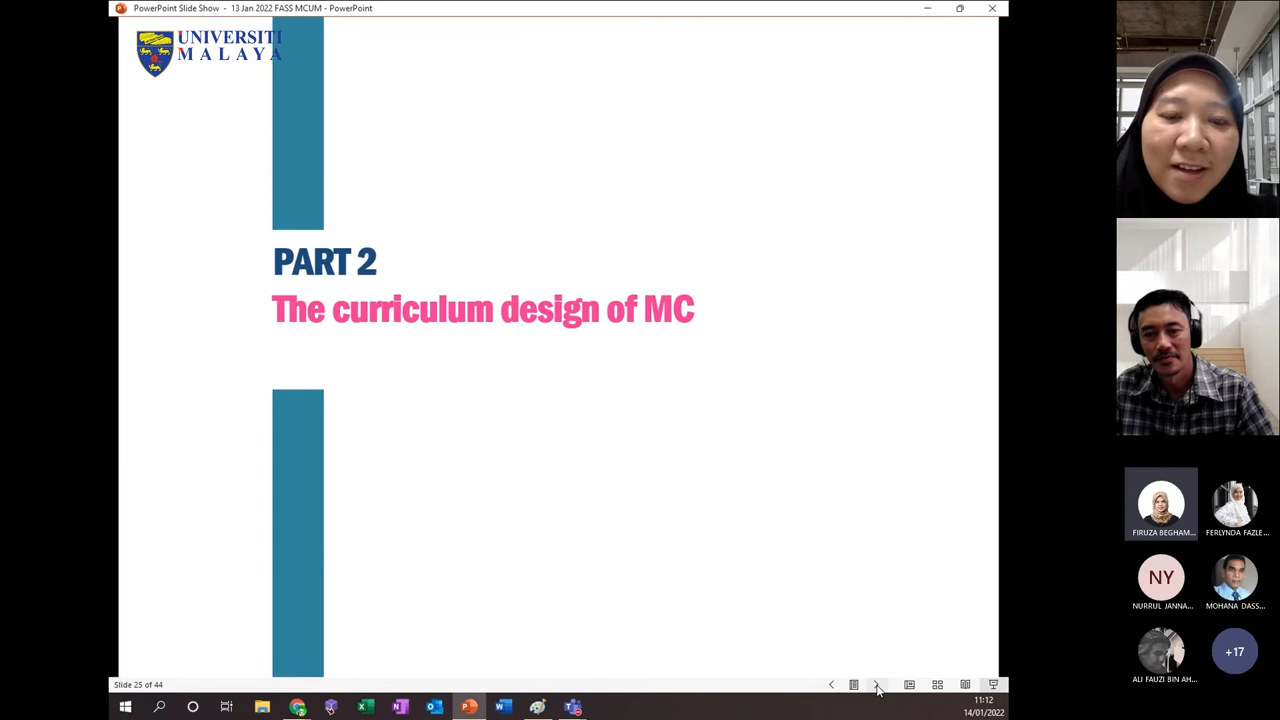 PowerPoint Slide Show - 13 Jan 2022 FASS MCUM - PowerPoint
UNIVERSITI
MALAYA
PART 2
The curriculum design of MC
FIRUZA BEGHAM...
FERLYNDA FAZLE...
NY
NURRUL JANNA...
MOHANA DASS...
ALI FAUZI BIN AH...
+17
Slide 25 of 44
11:12
14/01/2022